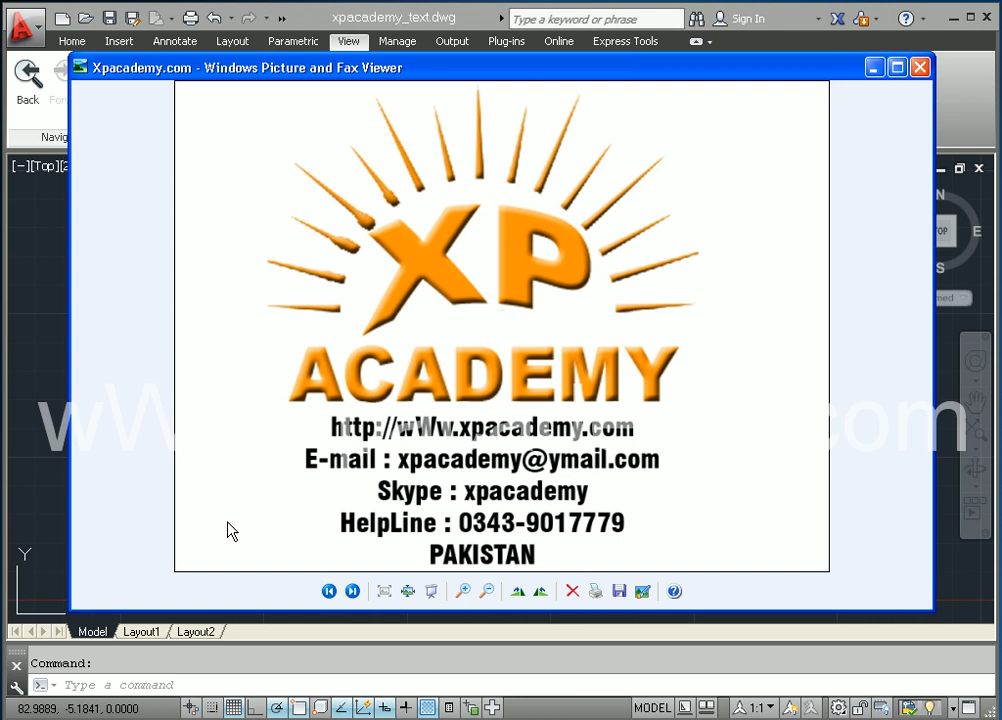 xpacademy_text.dwg
Type a keyword or phrase
Sign In
Home Insert Annotate Layout Parametric View Manage Output Plug-ins Online Express Tools
Xpacademy.com - Windows Picture and Fax Viewer
Back
Navig
[−][Top]
N
TOP
E
S
med
XP
ACADEMY
http://wWw.xpacademy.com
E-mail : xpacademy@ymail.com
Skype : xpacademy
HelpLine : 0343-9017779
PAKISTAN
Y
Model Layout1 Layout2
Command:
Type a command
82.9889, -5.1841, 0.0000
MODEL
1:1